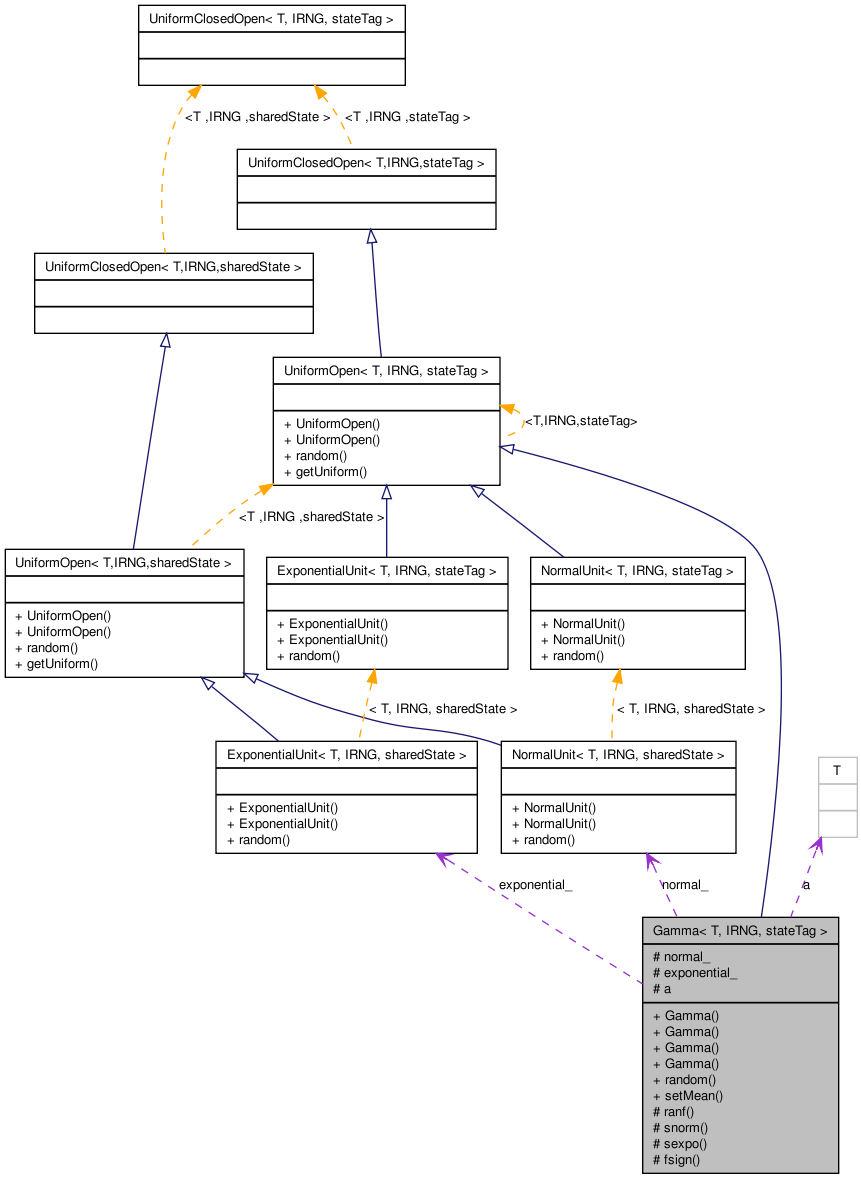 UniformClosedOpen< T, IRNG, stateTag >
<T ,IRNG ,sharedState >
<T ,IRNG ,stateTag >
UniformClosedOpen< T,IRNG,stateTag >
UniformClosedOpen< T,IRNG,sharedState >
UniformOpen< T, IRNG, stateTag >
+ UniformOpen()
+ UniformOpen()
+ random()
+ getUniform()
<T,IRNG,stateTag>
<T ,IRNG ,sharedState >
UniformOpen< T,IRNG,sharedState >
+ UniformOpen()
+ UniformOpen()
+ random()
+ getUniform()
ExponentialUnit< T, IRNG, stateTag >
+ ExponentialUnit()
+ ExponentialUnit()
+ random()
NormalUnit< T, IRNG, stateTag >
+ NormalUnit()
+ NormalUnit()
+ random()
< T, IRNG, sharedState >
< T, IRNG, sharedState >
ExponentialUnit< T, IRNG, sharedState >
+ ExponentialUnit()
+ ExponentialUnit()
+ random()
NormalUnit< T, IRNG, sharedState >
+ NormalUnit()
+ NormalUnit()
+ random()
T
exponential_
normal_
a
Gamma< T, IRNG, stateTag >
# normal_
# exponential_
# a
+ Gamma()
+ Gamma()
+ Gamma()
+ Gamma()
+ random()
+ setMean()
# ranf()
# snorm()
# sexpo()
# fsign()